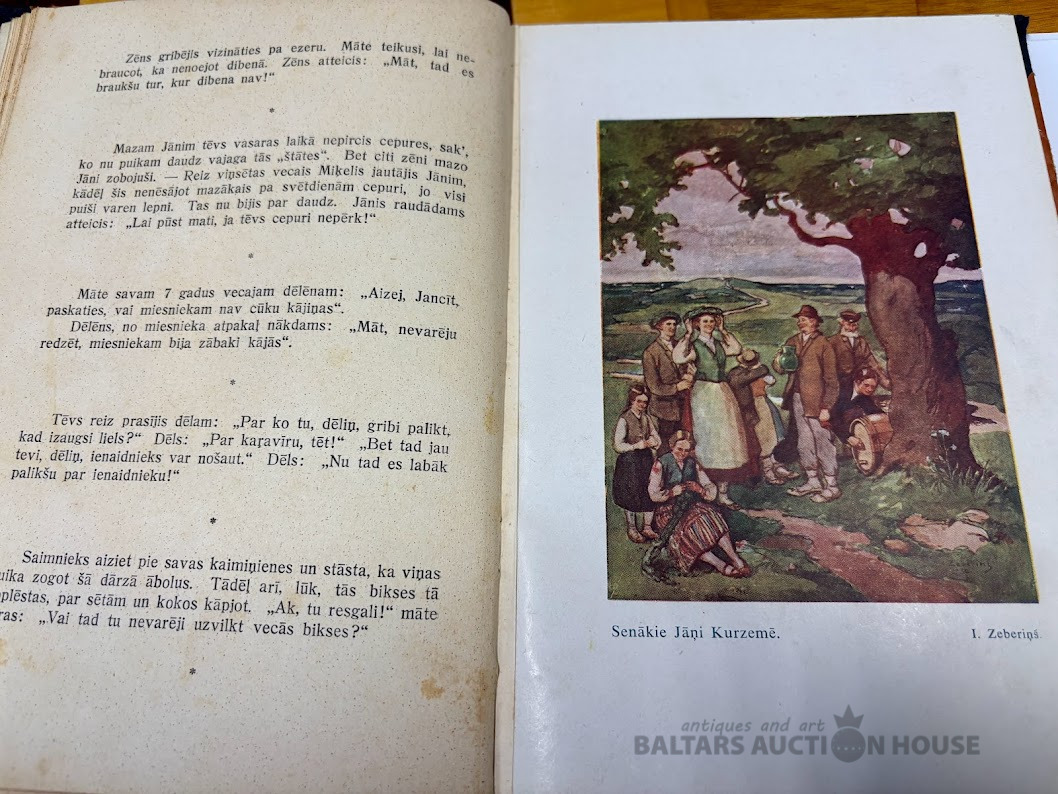 Zēns gribējis vizināties pa ezeru. Māte teikusi, lai ne-
braucot, ka nenoejot dibenā. Zēns atteicis: „Māt, tad es
braukšu tur, kur dibena nav!“
*
Mazam Jānim tēvs vasaras laikā nepircis cepures, sak’,
ko nu puikam daudz vajaga tās „štātes“. Bet citi zēni mazo
Jāni zobojuši. — Reiz viņsētas vecais Miķelis jautājis Jānim,
kādēļ šis nenēsājot mazākais pa svētdienām cepuri, jo visi
puiši varen lepni. Tas nu bijis par daudz. Jānis raudādams
atteicis: „Lai pūst mati, ja tēvs cepuri nepērk!“
*
Māte savam 7 gadus vecajam dēlēnam: „Aizej, Jancīt,
paskaties, vai miesniekam nav cūku kājiņas“.
Dēlēns, no miesnieka atpakaļ nākdams: „Māt, nevarēju
redzēt, miesniekam bija zābaki kājās“.
*
Tēvs reiz prasījis dēlam: „Par ko tu, dēliņ, gribi palikt,
kad izaugsi liels?“ Dēls: „Par kaŗavīru, tēt!“ „Bet tad jau
tevi, dēliņ, ienaidnieks var nošaut.“ Dēls: „Nu tad es labāk
palikšu par ienaidnieku!“
*
Saimnieks aiziet pie savas kaimiņienes un stāsta, ka viņas
uika zogot šā dārzā ābolus. Tādēļ arī, lūk, tās bikses tā
plēstas, par sētām un kokos kāpjot. „Ak, tu resgali!“ māte
ras: „Vai tad tu nevarēji uzvilkt vecās bikses?“
*
Senākie Jāņi Kurzemē.
I. Zeberiņš.
antiques and art
BALTARS AUCTION HOUSE